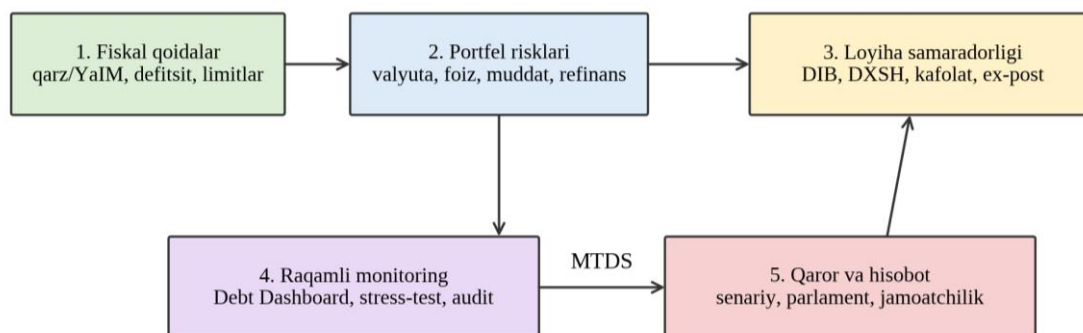 1. Fiskal qoidalar
qarz/YaIM, defitsit, limitlar
2. Portfel risklari
valyuta, foiz, muddat, refinans
3. Loyiha samaradorligi
DIB, DXSH, kafolat, ex-post
4. Raqamli monitoring
Debt Dashboard, stress-test, audit
MTDS
5. Qaror va hisobot
senariy, parlament, jamoatchilik